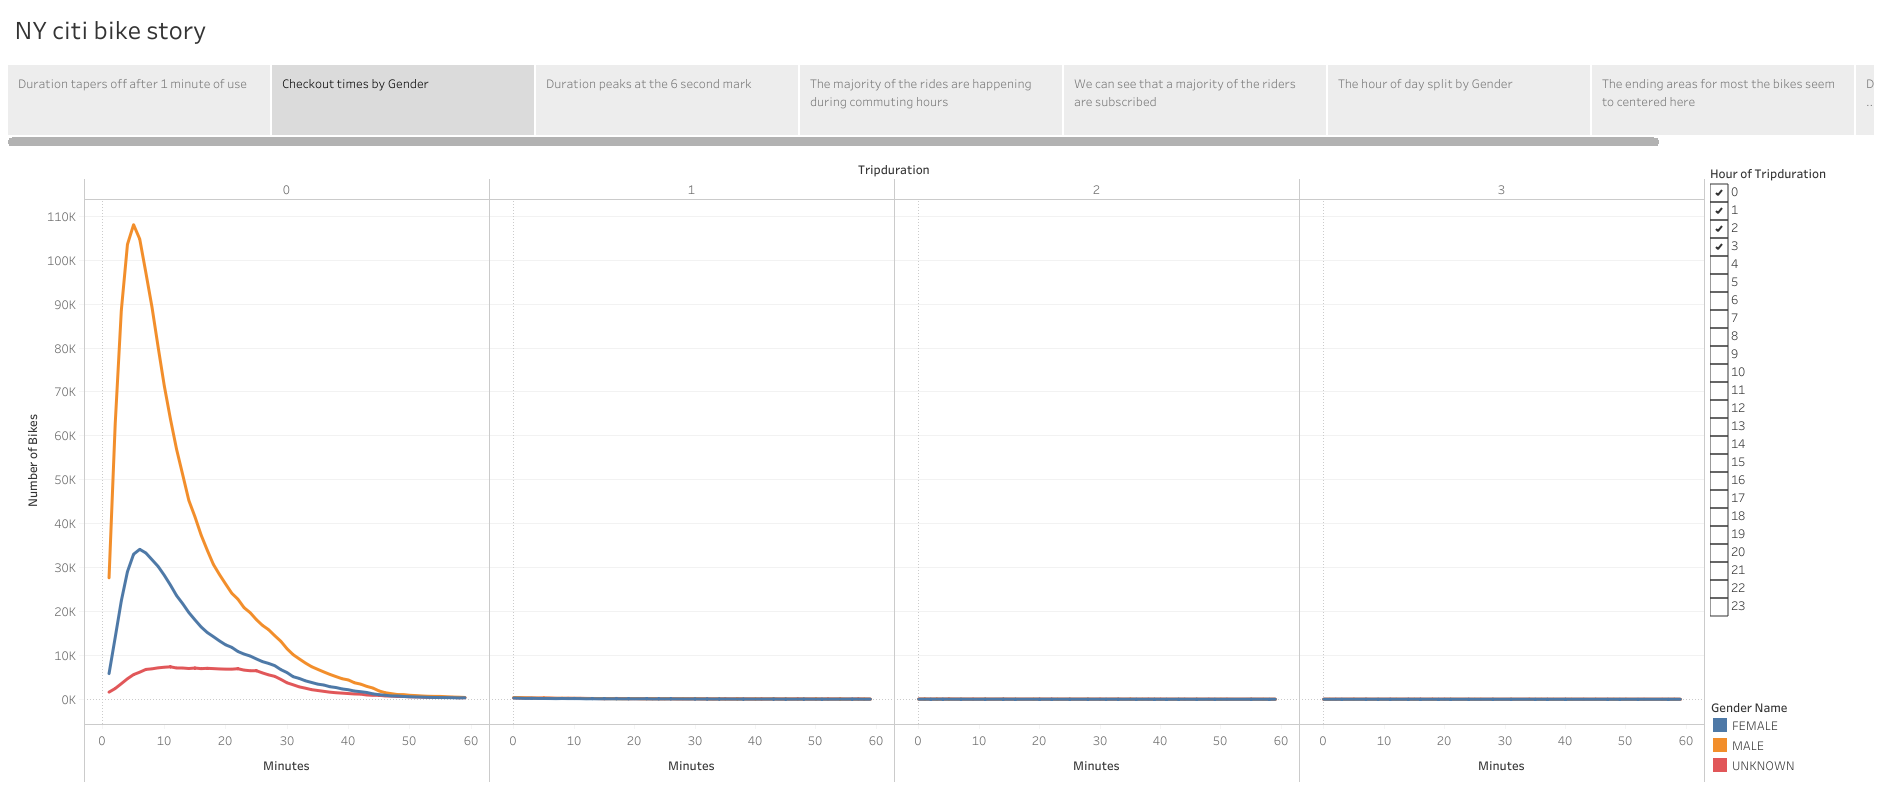 NY citi bike story
Duration tapers off after 1 minute of use
Checkout times by Gender
Duration peaks at the 6 second mark
The majority of the rides are happening
during commuting hours
We can see that a majority of the riders
are subscribed
The hour of day split by Gender
The ending areas for most the bikes seem
to centered here
D
..
Tripduration
0 1 2 3
110K
100K
90K
80K
70K
60K
50K
40K
30K
20K
10K
0K
Number of Bikes
0 10 20 30 40 50 60
0 10 20 30 40 50 60
0 10 20 30 40 50 60
0 10 20 30 40 50 60
Minutes Minutes Minutes Minutes
Hour of Tripduration
0
1
2
3
4
5
6
7
8
9
10
11
12
13
14
15
16
17
18
19
20
21
22
23
Gender Name
FEMALE
MALE
UNKNOWN